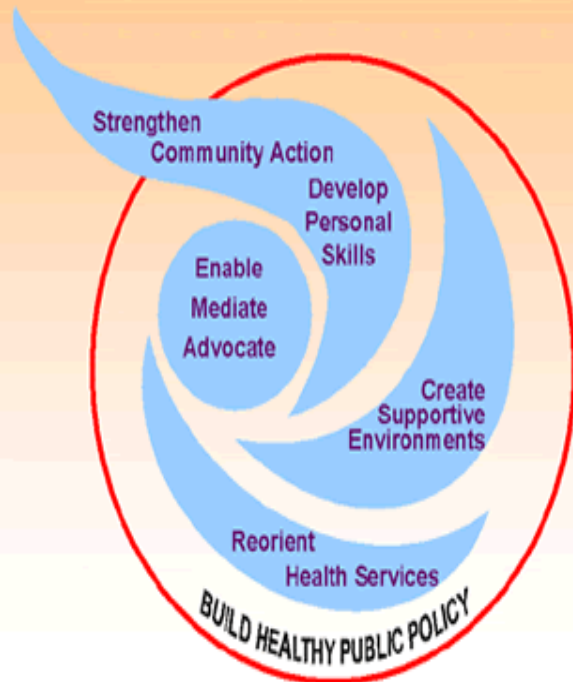 Strengthen
Community Action
Develop
Personal
Skills
Enable
Mediate
Advocate
Create
Supportive
Environments
Reorient
Health Services
BUILD HEALTHY PUBLIC POLICY